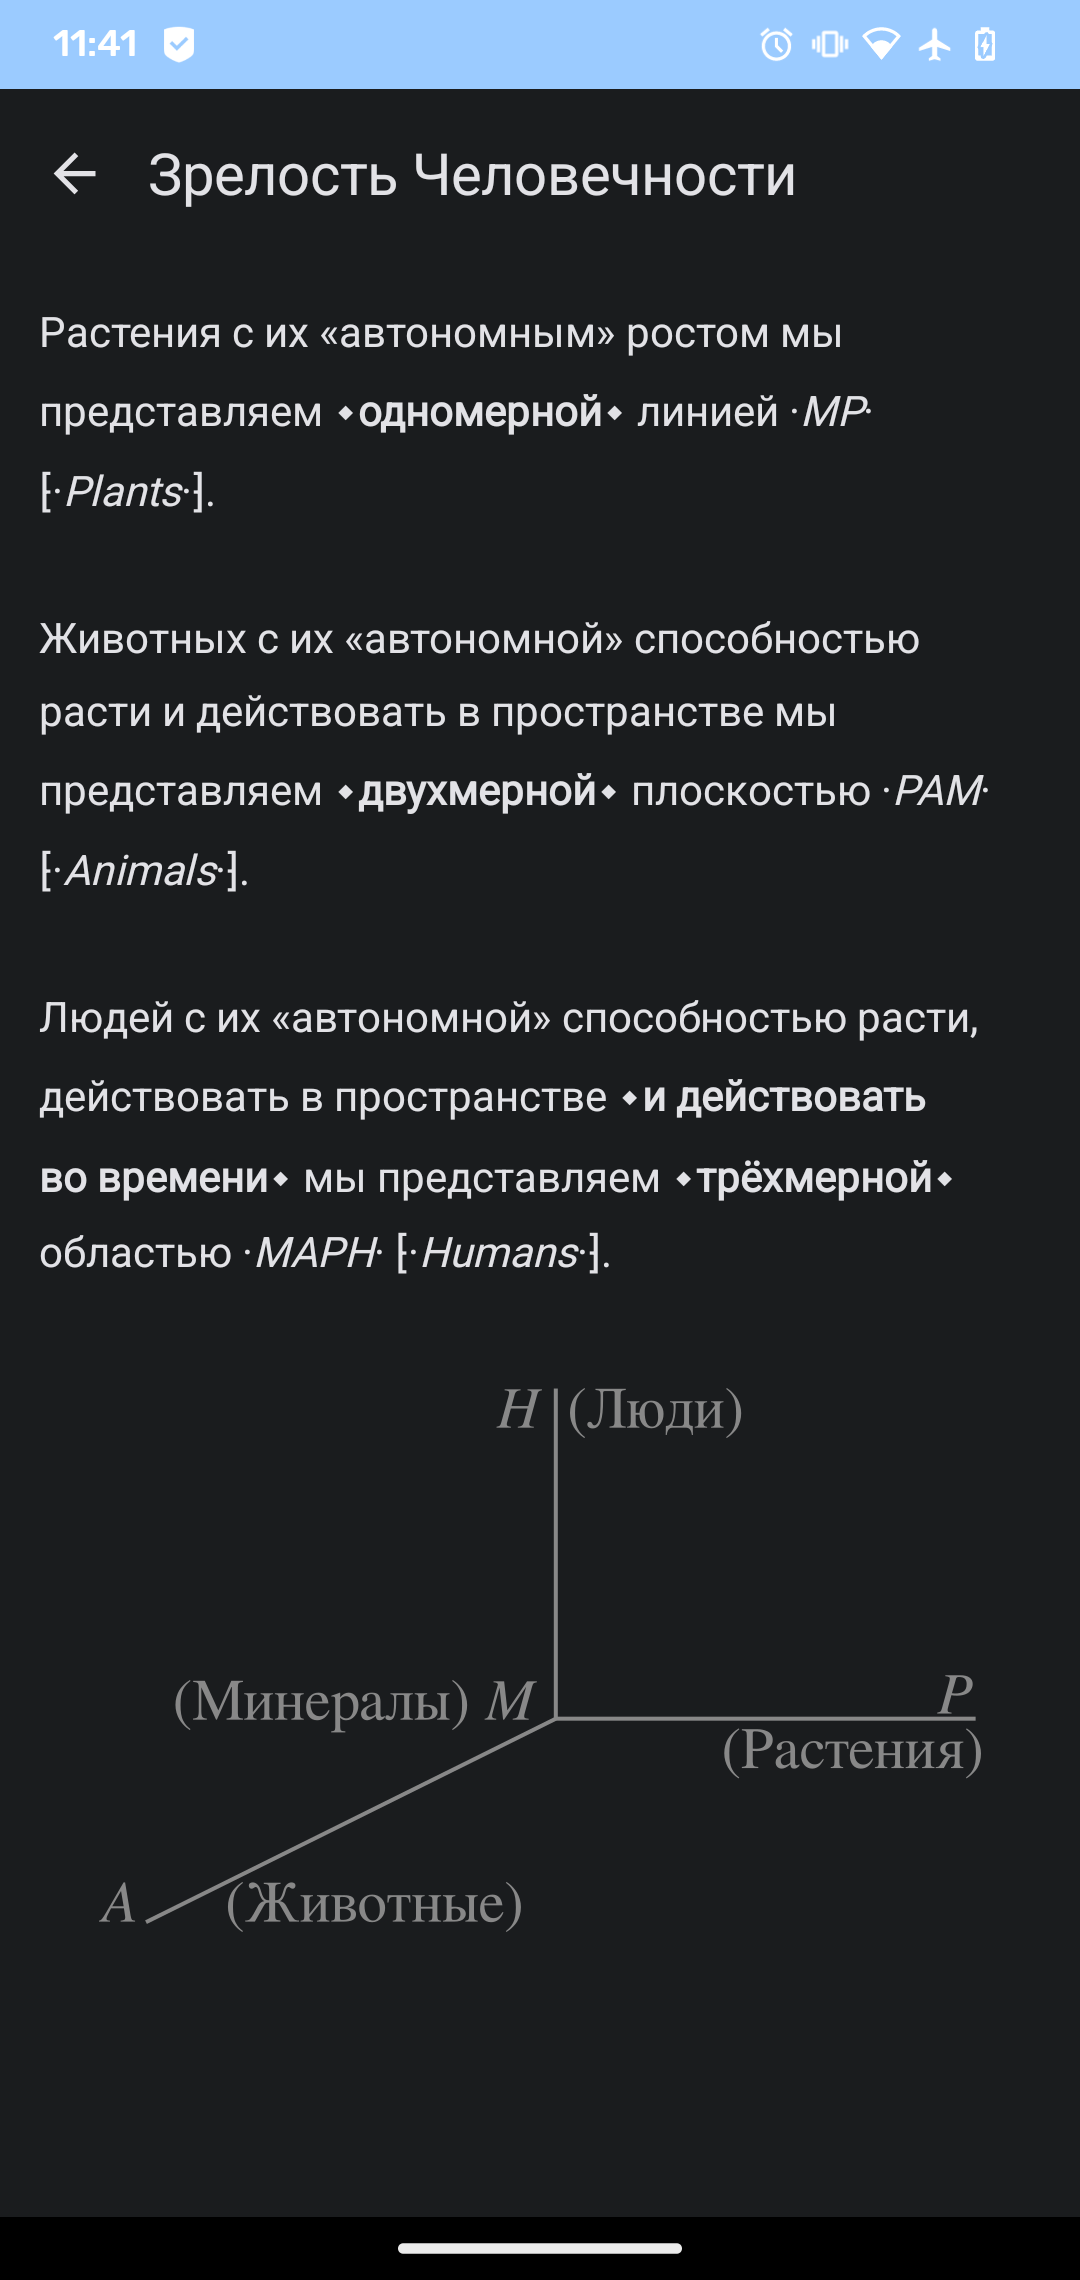 11:41
Зрелость Человечности
Растения с их «автономным» ростом мы
представляем ⬩одномерной⬩ линией ·MP·
[·Plants·].
Животных с их «автономной» способностью
расти и действовать в пространстве мы
представляем ⬩двухмерной⬩ плоскостью ·PAM·
[·Animals·].
Людей с их «автономной» способностью расти,
действовать в пространстве ⬩и действовать
во времени⬩ мы представляем ⬩трёхмерной⬩
областью ·MAPH· [·Humans·].
H (Люди)
(Минералы) M
P
(Растения)
A (Животные)